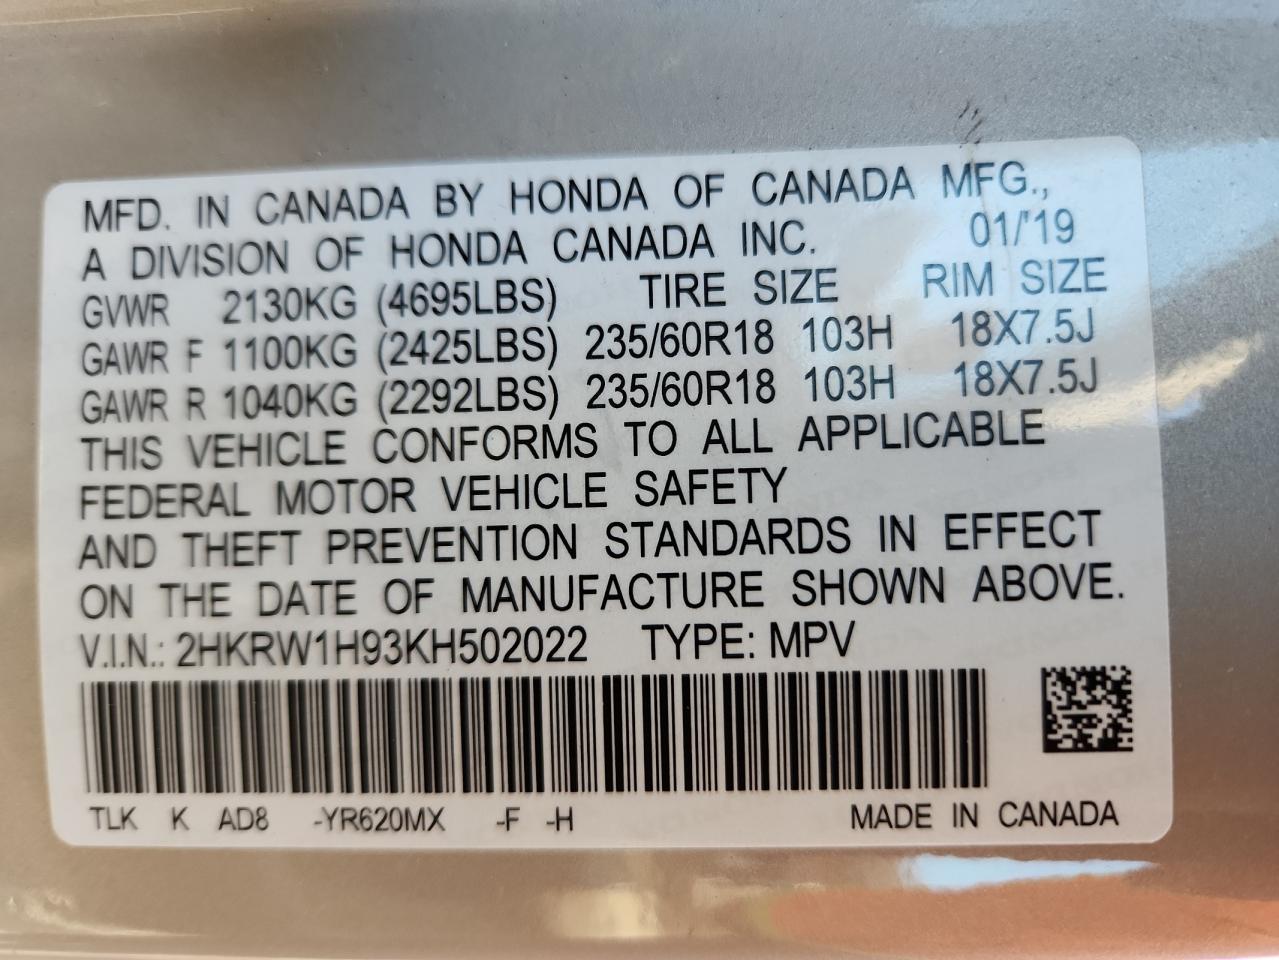 MFD. IN CANADA BY HONDA OF CANADA MFG.,
A DIVISION OF HONDA CANADA INC. 01/'19
GVWR 2130KG (4695LBS) TIRE SIZE RIM SIZE
GAWR F 1100KG (2425LBS) 235/60R18 103H 18X7.5J
GAWR R 1040KG (2292LBS) 235/60R18 103H 18X7.5J
THIS VEHICLE CONFORMS TO ALL APPLICABLE
FEDERAL MOTOR VEHICLE SAFETY
AND THEFT PREVENTION STANDARDS IN EFFECT
ON THE DATE OF MANUFACTURE SHOWN ABOVE.
V.I.N.: 2HKRW1H93KH502022 TYPE: MPV
TLK K AD8 -YR620MX -F -H MADE IN CANADA